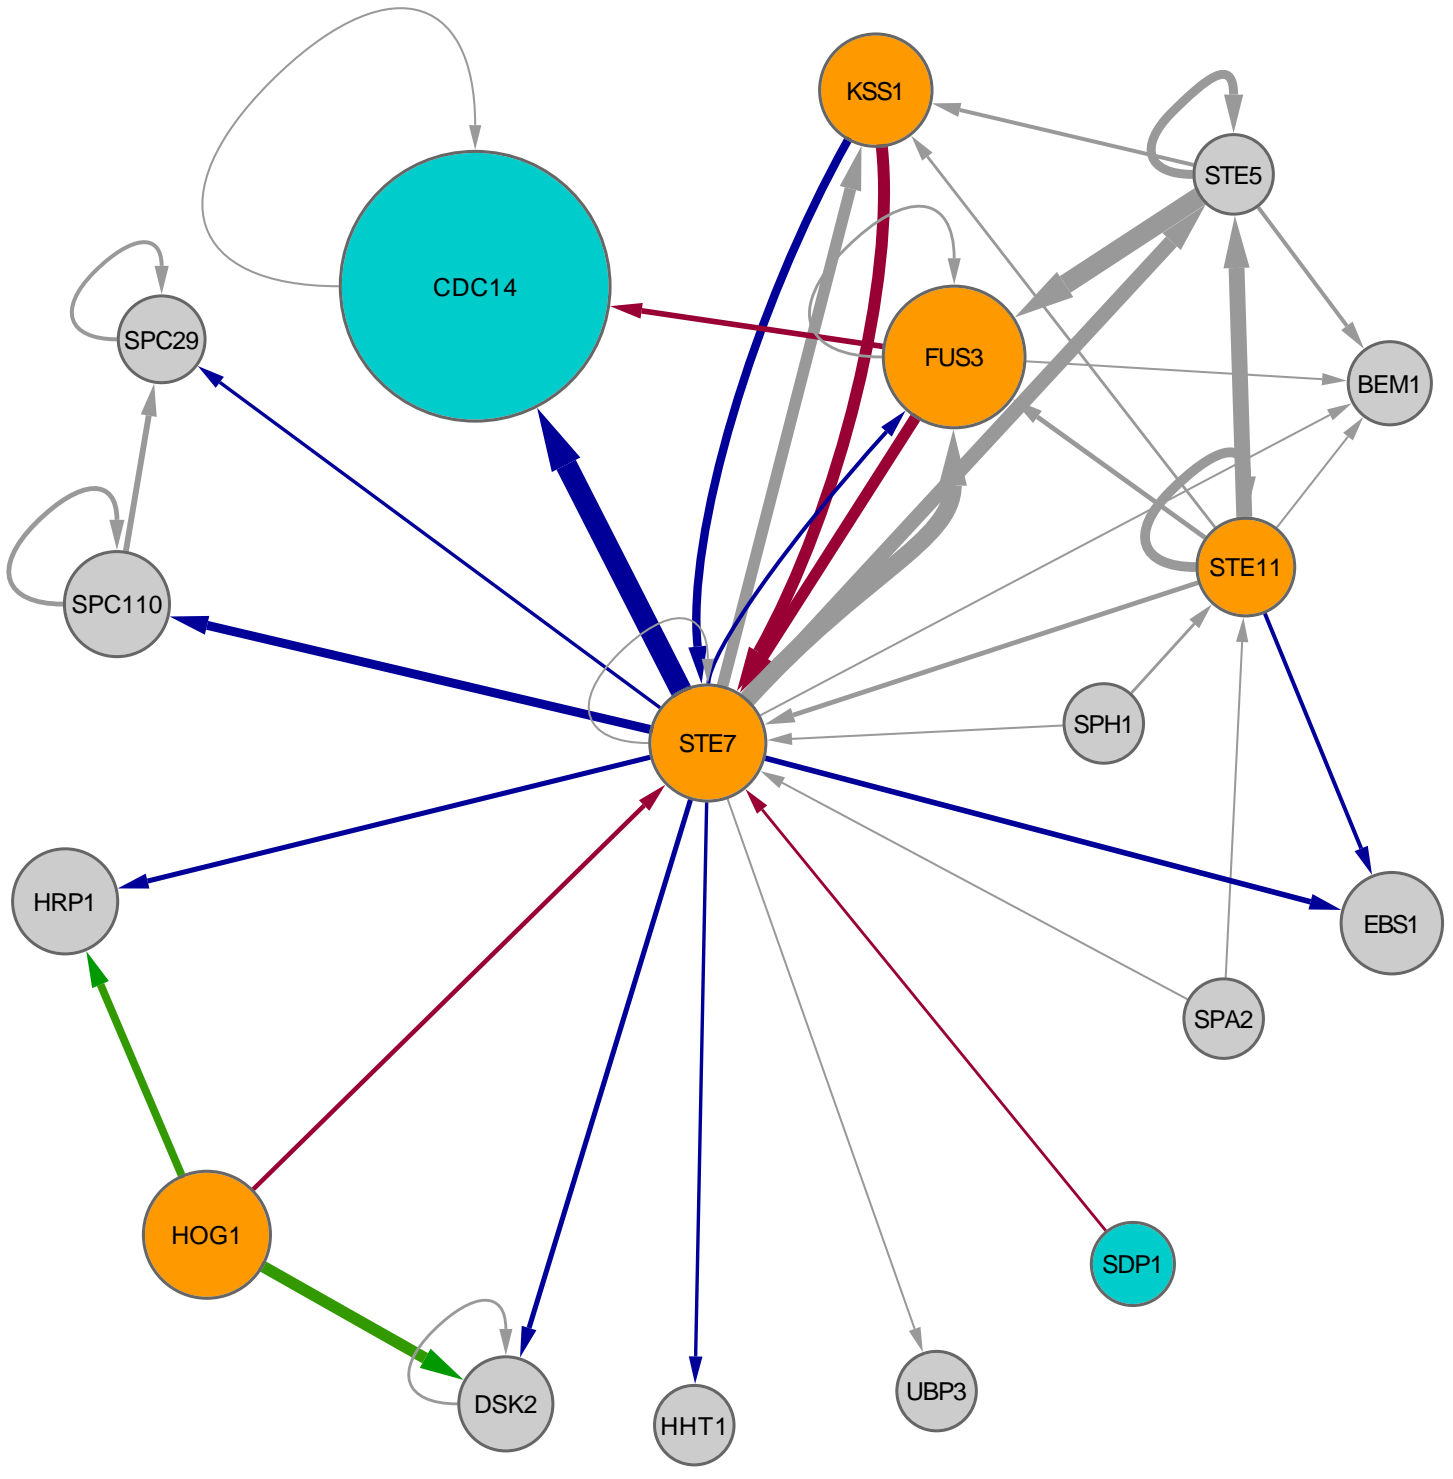 KSS1
STE5
CDC14
SPC29
FUS3
BEM1
STE11
SPC110
SPH1
STE7
HRP1
EBS1
SPA2
HOG1
SDP1
UBP3
DSK2
HHT1